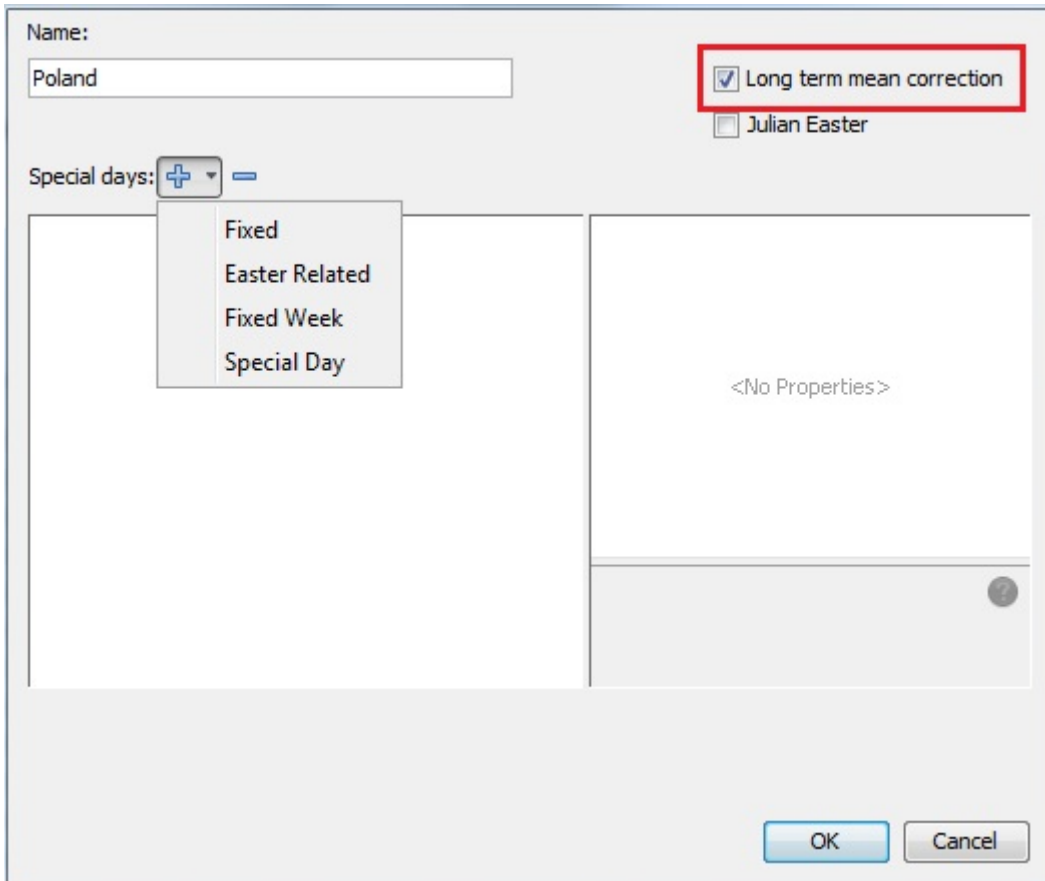 Name:
Poland
Long term mean correction
Julian Easter
Special days:
Fixed
Easter Related
Fixed Week
Special Day
<No Properties>
?
OK
Cancel